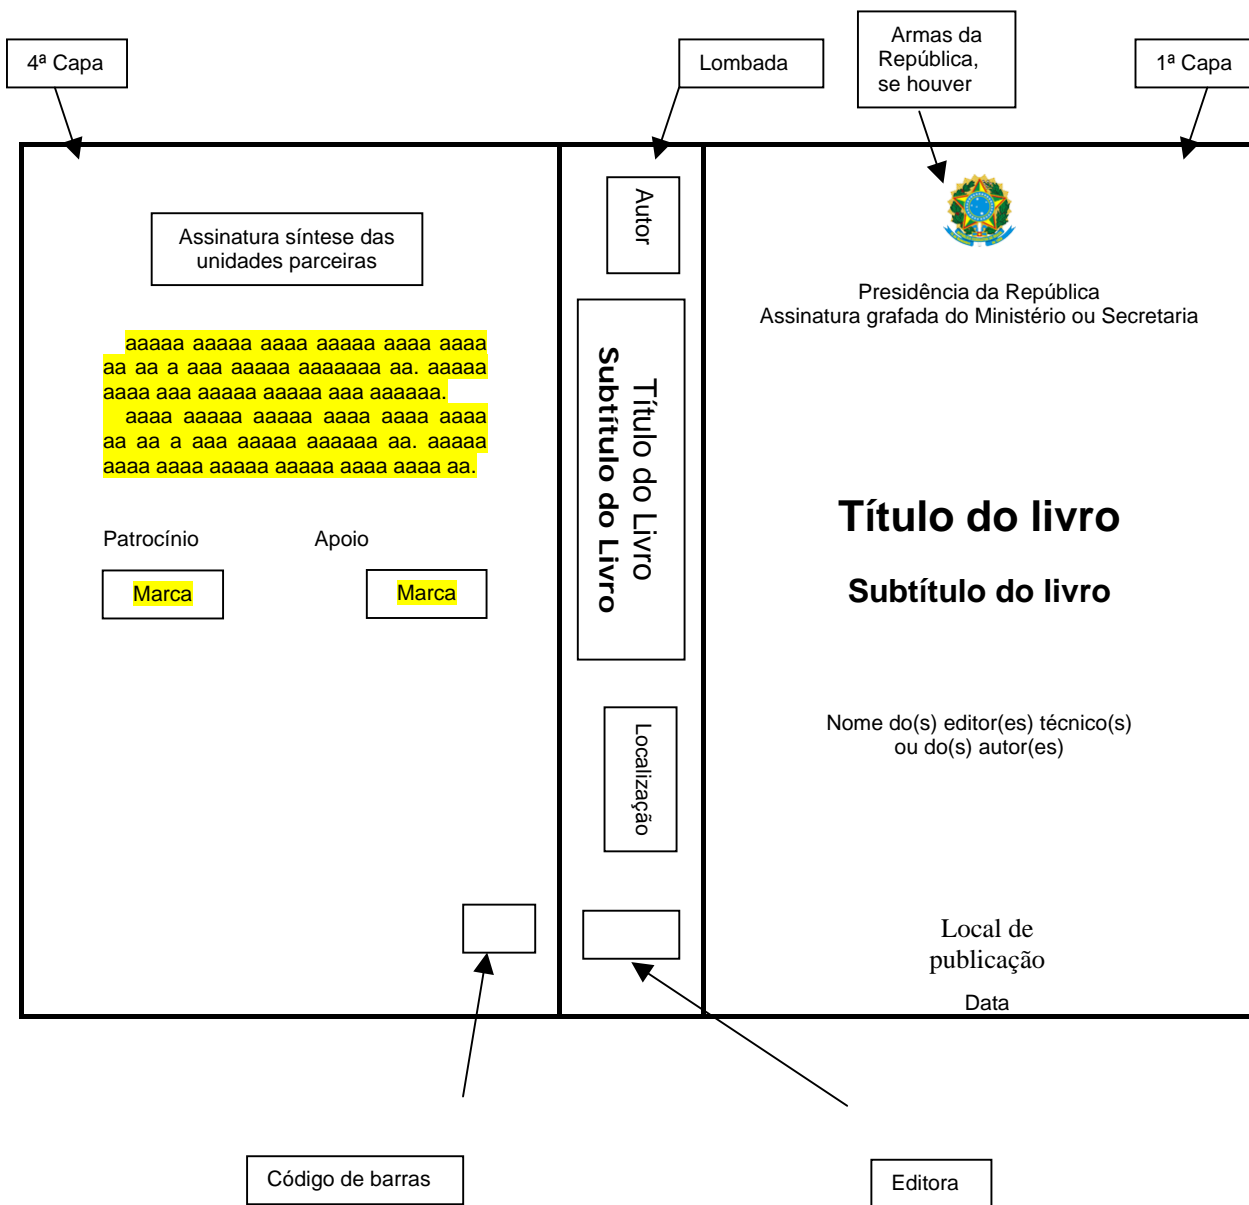 4ª Capa
Lombada
Armas da
República,
se houver
1ª Capa
Assinatura síntese das
unidades parceiras
aaaaa aaaaa aaaa aaaaa aaaa aaaa
aa aa a aaa aaaaa aaaaaaa aa. aaaaa
aaaa aaa aaaaa aaaaa aaa aaaaaa.
aaaa aaaaa aaaaa aaaa aaaa aaaa
aa aa a aaa aaaaa aaaaaa aa. aaaaa
aaaa aaaa aaaaa aaaaa aaaa aaaa aa.
Patrocínio
Apoio
Marca
Marca
Código de barras
Autor
Título do Livro
Subtítulo do Livro
Localização
Editora
Presidência da República
Assinatura grafada do Ministério ou Secretaria
Título do livro
Subtítulo do livro
Nome do(s) editor(es) técnico(s)
ou do(s) autor(es)
Local de
publicação
Data